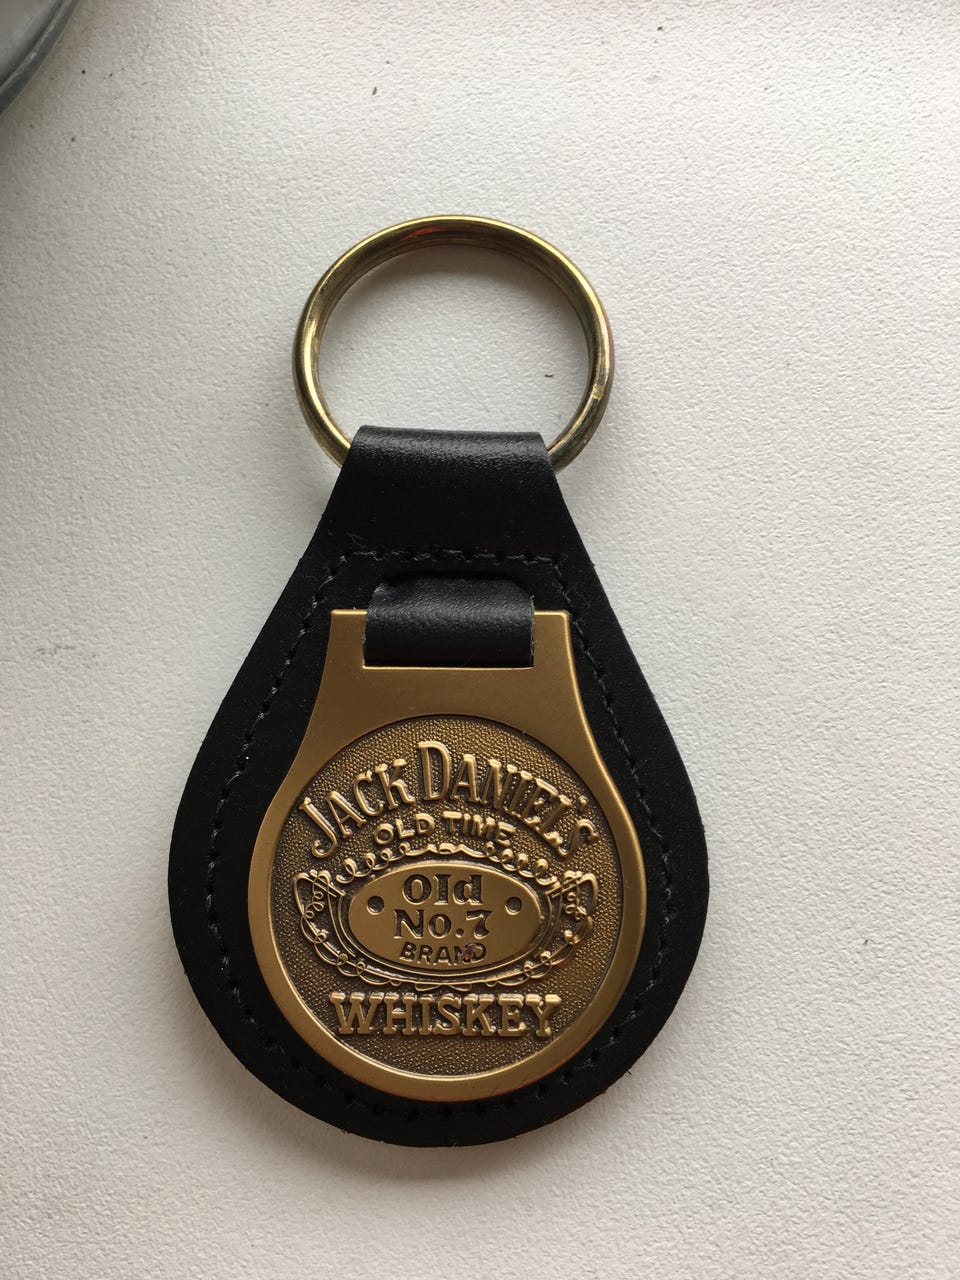 JACK DANIEL'S
OLD TIME
Old
No.7
BRAND
WHISKEY